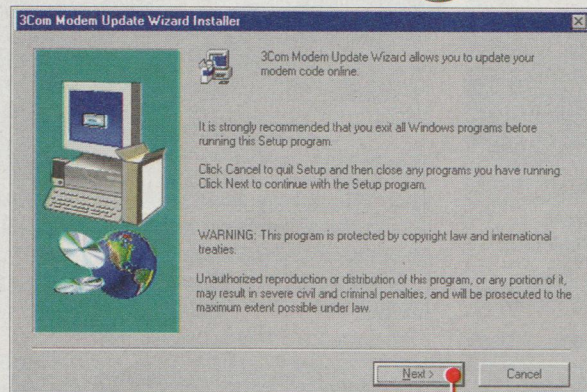 3Com Modem Update Wizard Installer
3Com Modem Update Wizard allows you to update your
modem code online.
It is strongly recommended that you exit all Windows programs before
running this Setup program.
Click Cancel to quit Setup and then close any programs you have running.
Click Next to continue with the Setup program.
WARNING: This program is protected by copyright law and international
treaties.
Unauthorized reproduction or distribution of this program, or any portion of it,
may result in severe civil and criminal penalties, and will be prosecuted to the
maximum extent possible under law.
Next >
Cancel